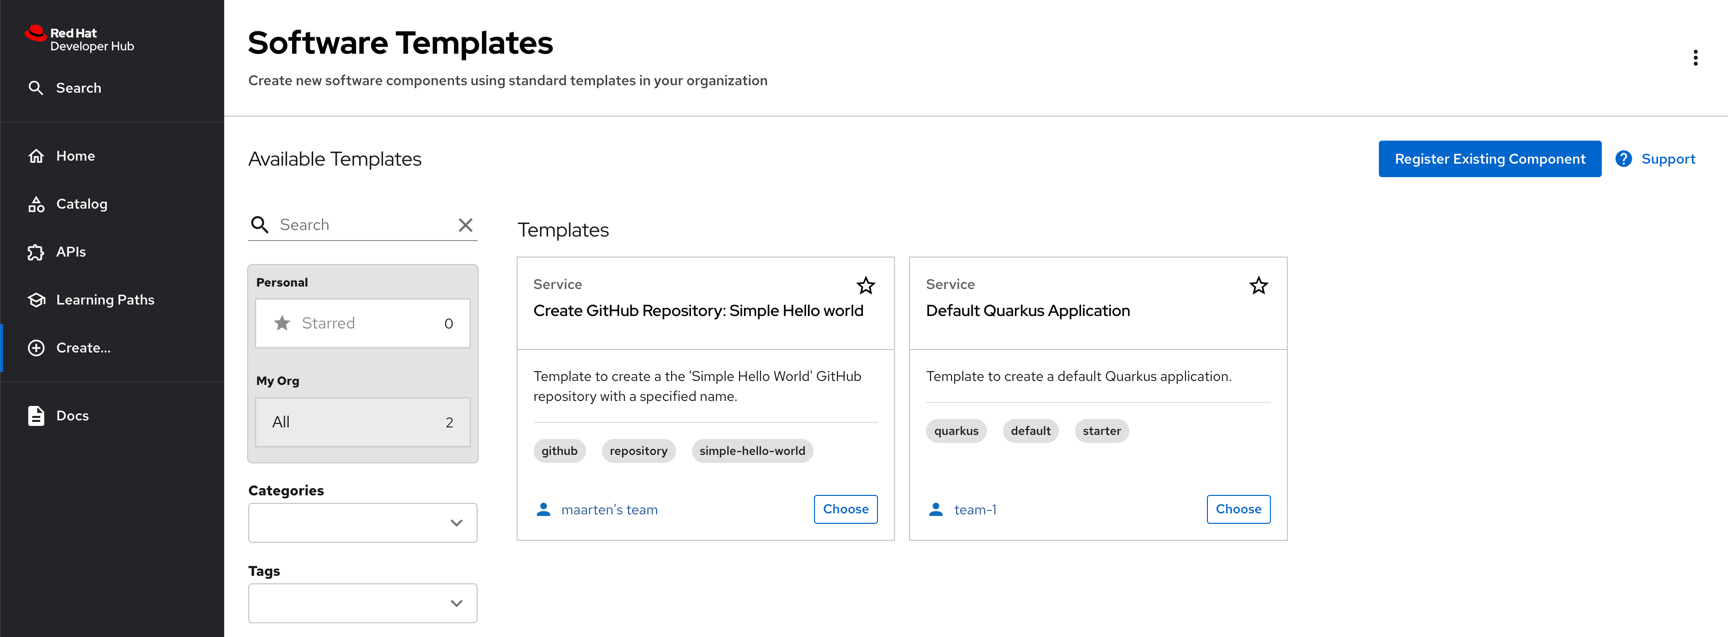 Red Hat
Developer Hub
Search
Home
Catalog
APIs
Learning Paths
Create...
Docs
Software Templates
Create new software components using standard templates in your organization
Available Templates
Register Existing Component
? Support
Search
Personal
Starred 0
My Org
All 2
Categories
Tags
Templates
Service
Create GitHub Repository: Simple Hello world
Template to create a the 'Simple Hello World' GitHub
repository with a specified name.
github repository simple-hello-world
maarten's team Choose
Service
Default Quarkus Application
Template to create a default Quarkus application.
quarkus default starter
team-1 Choose